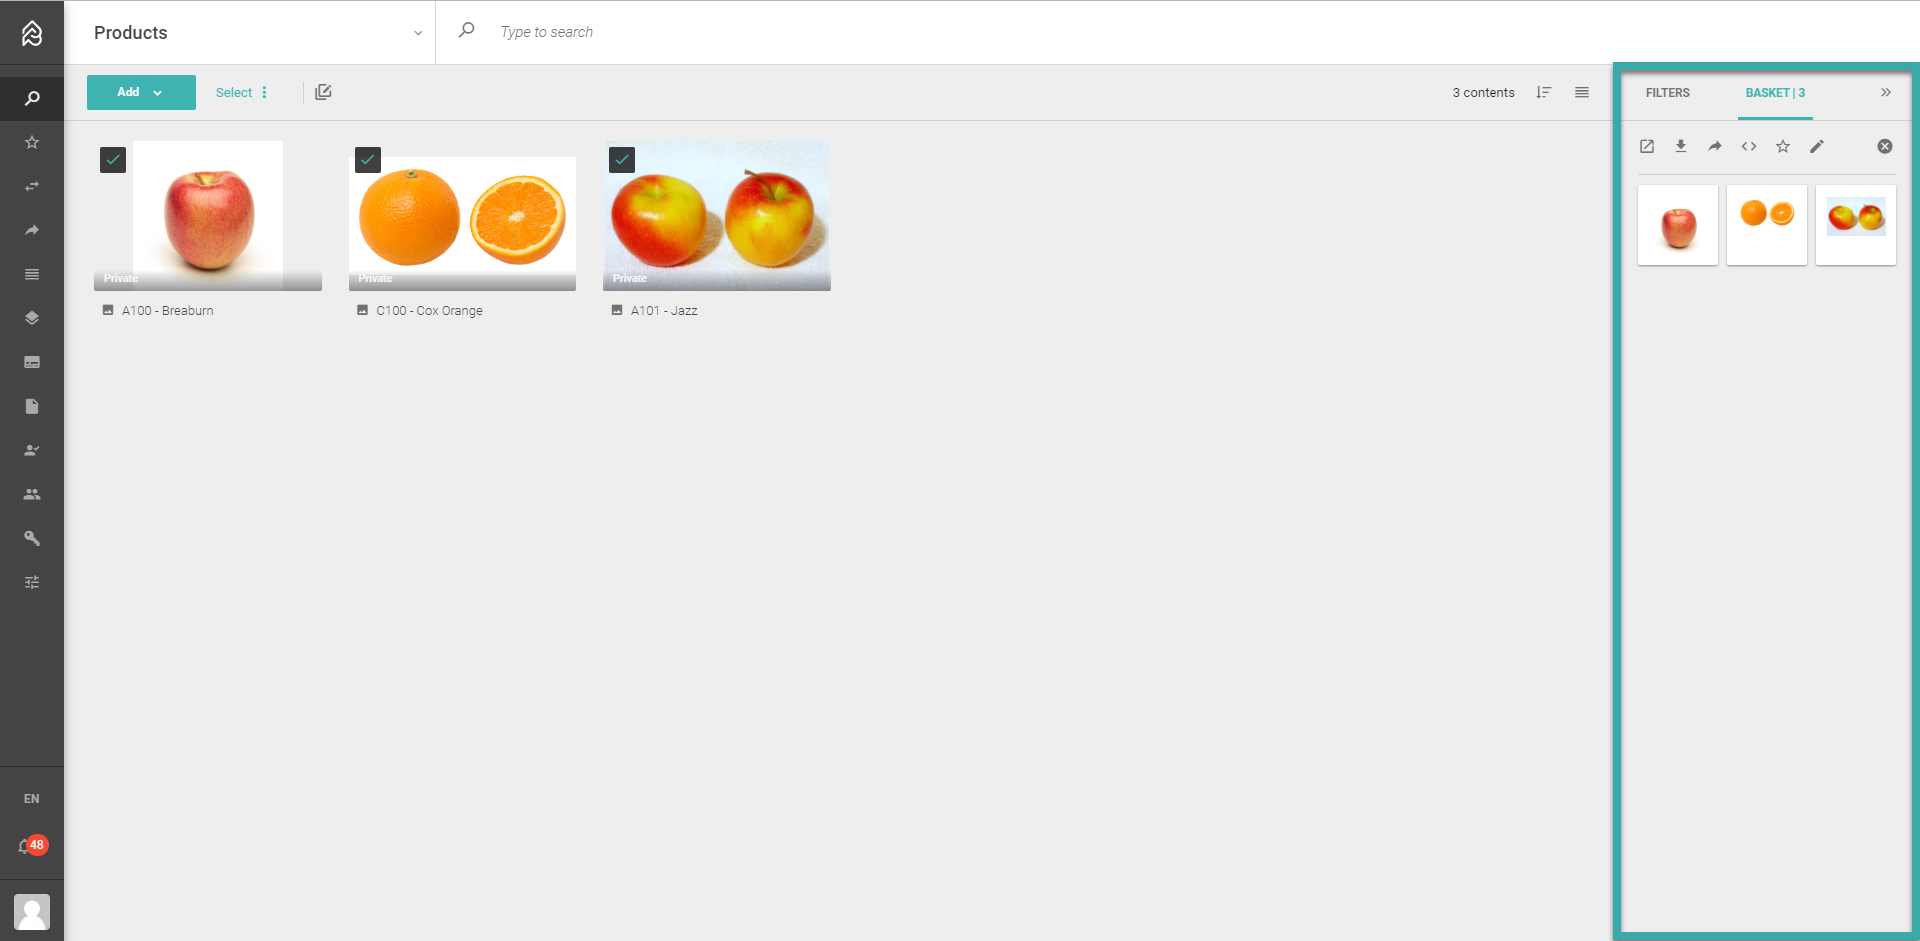 Products
Type to search
Add
Select
3 contents
FILTERS
BASKET | 3
Private
Private
Private
A100 - Breaburn
C100 - Cox Orange
A101 - Jazz
EN
48